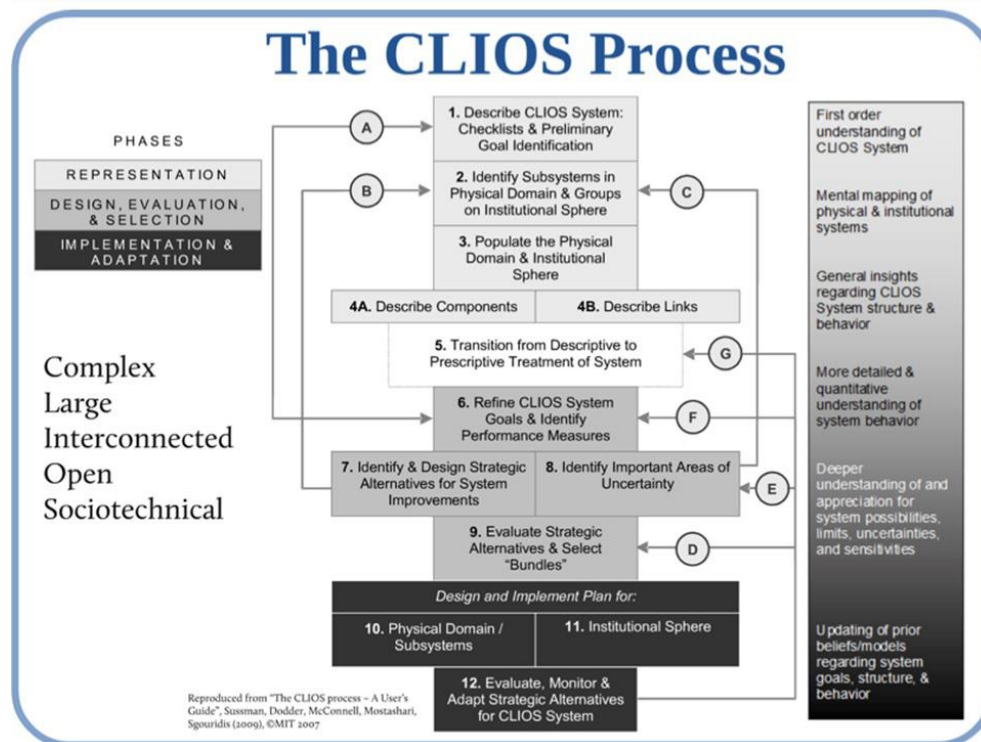 The CLIOS Process
PHASES
REPRESENTATION
DESIGN, EVALUATION,
& SELECTION
IMPLEMENTATION &
ADAPTATION
Complex
Large
Interconnected
Open
Sociotechnical
A
B
C
1. Describe CLIOS System:
Checklists & Preliminary
Goal Identification
2. Identify Subsystems in
Physical Domain & Groups
on Institutional Sphere
3. Populate the Physical
Domain & Institutional
Sphere
4A. Describe Components
4B. Describe Links
5. Transition from Descriptive to
Prescriptive Treatment of System
G
6. Refine CLIOS System
Goals & Identify
Performance Measures
F
7. Identify & Design Strategic
Alternatives for System
Improvements
8. Identify Important Areas of
Uncertainty
E
9. Evaluate Strategic
Alternatives & Select
"Bundles"
D
Design and Implement Plan for:
10. Physical Domain /
Subsystems
11. Institutional Sphere
12. Evaluate, Monitor &
Adapt Strategic Alternatives
for CLIOS System
First order
understanding of
CLIOS System
Mental mapping of
physical & institutional
systems
General insights
regarding CLIOS
System structure &
behavior
More detailed &
quantitative
understanding of
system behavior
Deeper
understanding of and
appreciation for
system possibilities,
limits, uncertainties,
and sensitivities
Updating of prior
beliefs/models
regarding system
goals, structure, &
behavior
Reproduced from "The CLIOS process – A User's
Guide", Sussman, Dodder, McConnell, Mostashari,
Sgouridis (2009), ©MIT 2007